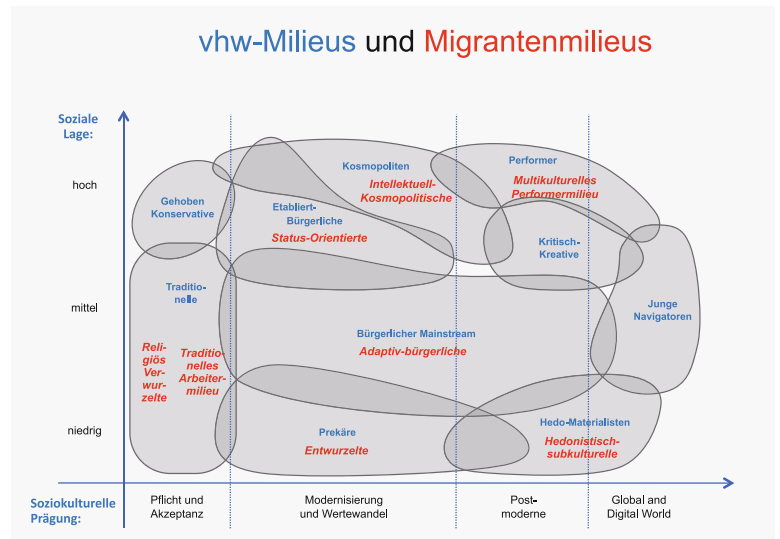 vhw-Milieus und Migrantenmilieus
Soziale
Lage:
hoch
mittel
niedrig
Gehoben
Konservative
Kosmopoliten
Intellektuell-
Kosmopolitische
Performer
Multikulturelles
Performermilieu
Etabliert-
Bürgerliche
Status-Orientierte
Kritisch-
Kreative
Traditio-
nelle
Reli-
giös
Ver-
wur-
zelte
Traditio-
nelles
Arbeiter-
milieu
Bürgerlicher Mainstream
Adaptiv-bürgerliche
Junge
Navigatoren
Prekäre
Entwurzelte
Hedo-Materialisten
Hedonistisch-
subkulturelle
Soziokulturelle
Prägung:
Pflicht und
Akzeptanz
Modernisierung
und Wertewandel
Post-
moderne
Global and
Digital World